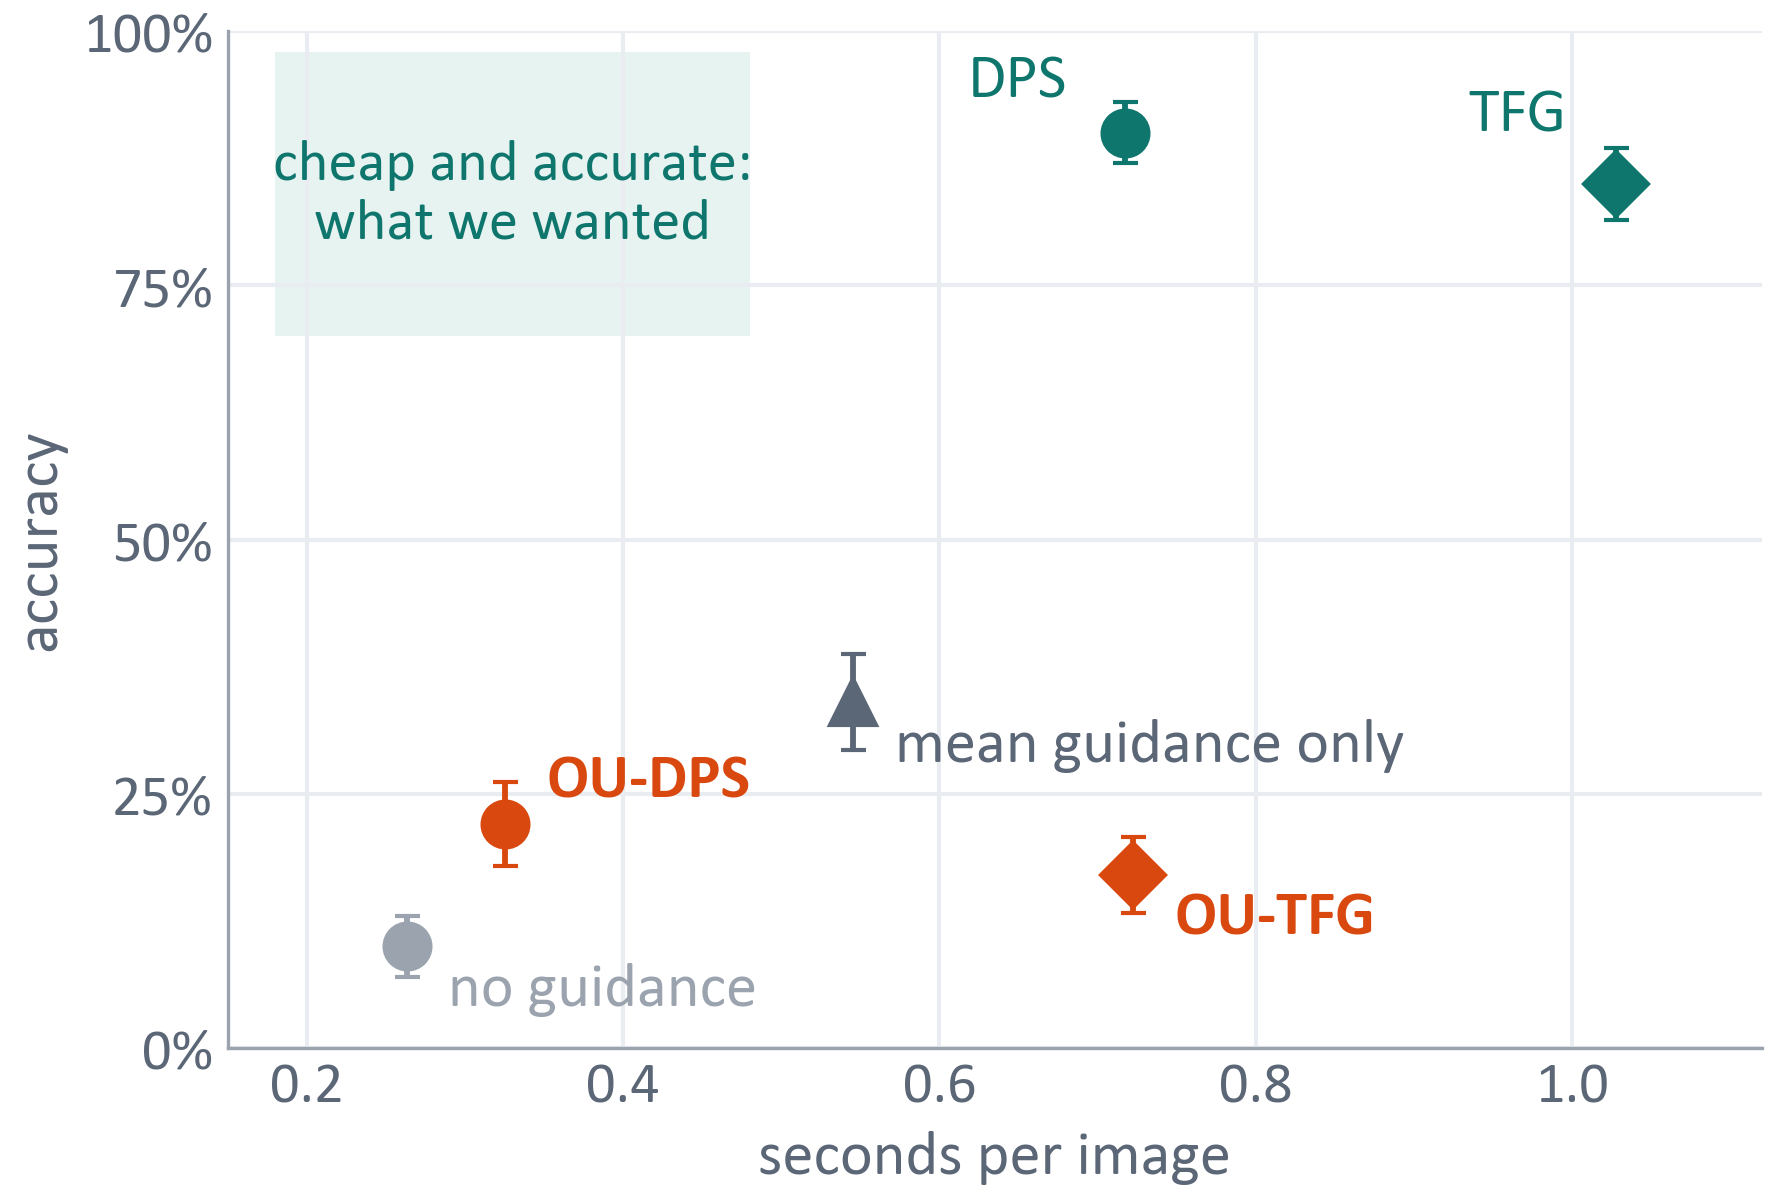 100%
DPS
TFG
cheap and accurate:
what we wanted
75%
accuracy
50%
mean guidance only
OU-DPS
25%
OU-TFG
no guidance
0%
0.2
0.4
0.6
0.8
1.0
seconds per image